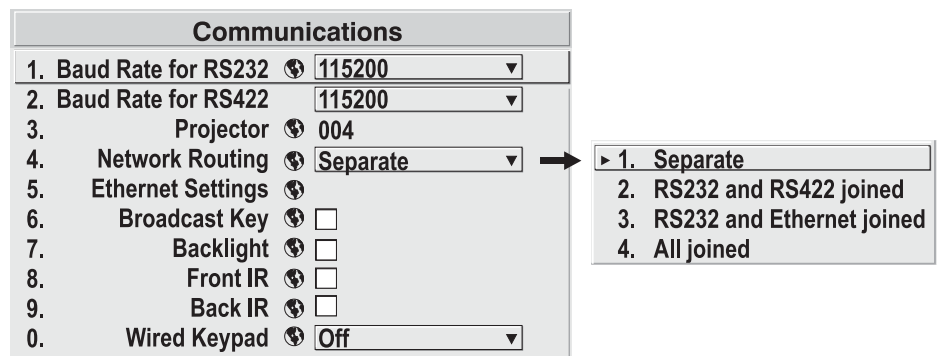 Communications
1. Baud Rate for RS232 115200
2. Baud Rate for RS422 115200
3. Projector 004
4. Network Routing Separate
5. Ethernet Settings
6. Broadcast Key
7. Backlight
8. Front IR
9. Back IR
0. Wired Keypad Off
1. Separate
2. RS232 and RS422 joined
3. RS232 and Ethernet joined
4. All joined